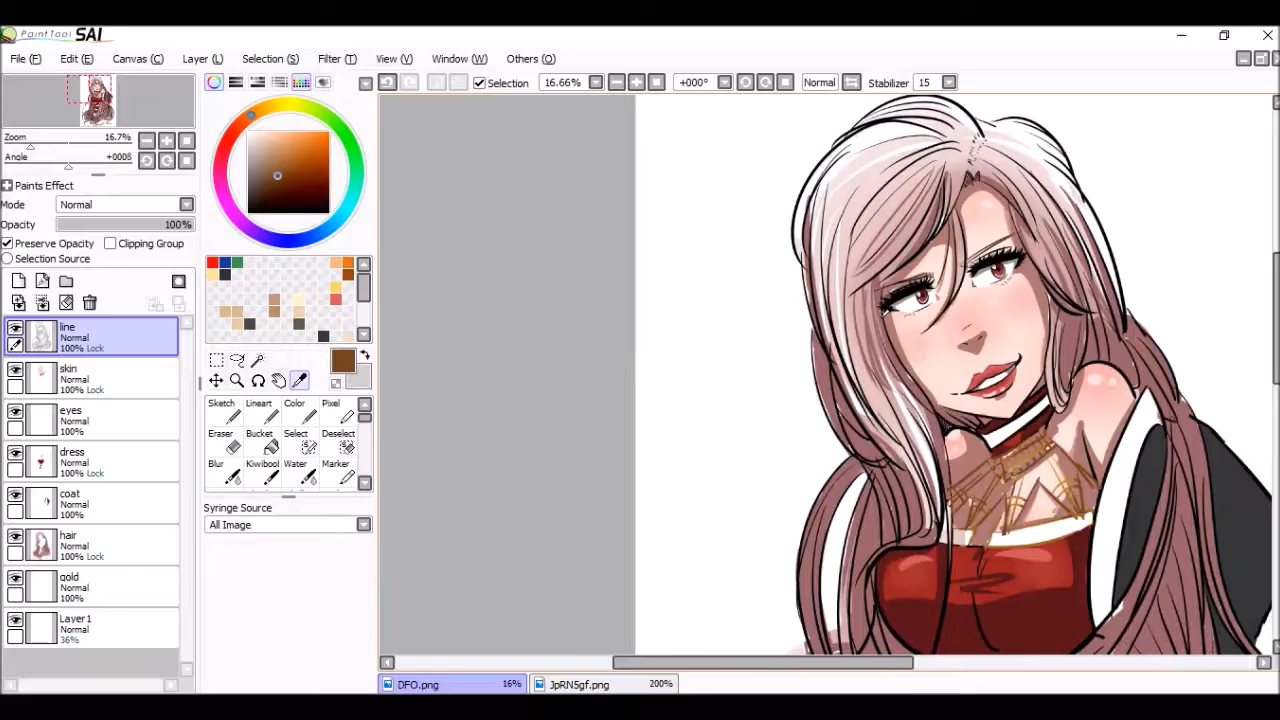 PaintTool SAI
File (F) Edit (E) Canvas (C) Layer (L) Selection (S) Filter (T) View (V) Window (W) Others (O)
Selection 16.66% +000° Normal Stabilizer 15
Zoom 16.7%
Angle +0006
Paints Effect
Mode Normal
Opacity 100%
Preserve Opacity Clipping Group
Selection Source
line
Normal
100% Lock
skin
Normal
100% Lock
eyes
Normal
100%
dress
Normal
100% Lock
coat
Normal
100%
hair
Normal
100% Lock
gold
Normal
100%
Layer1
Normal
36%
Sketch Lineart Color Pixel
Eraser Bucket Select Deselect
Blur Kiwibool Water Marker
Syringe Source
All Image
DFO.png 16% JpRN5gf.png 200%